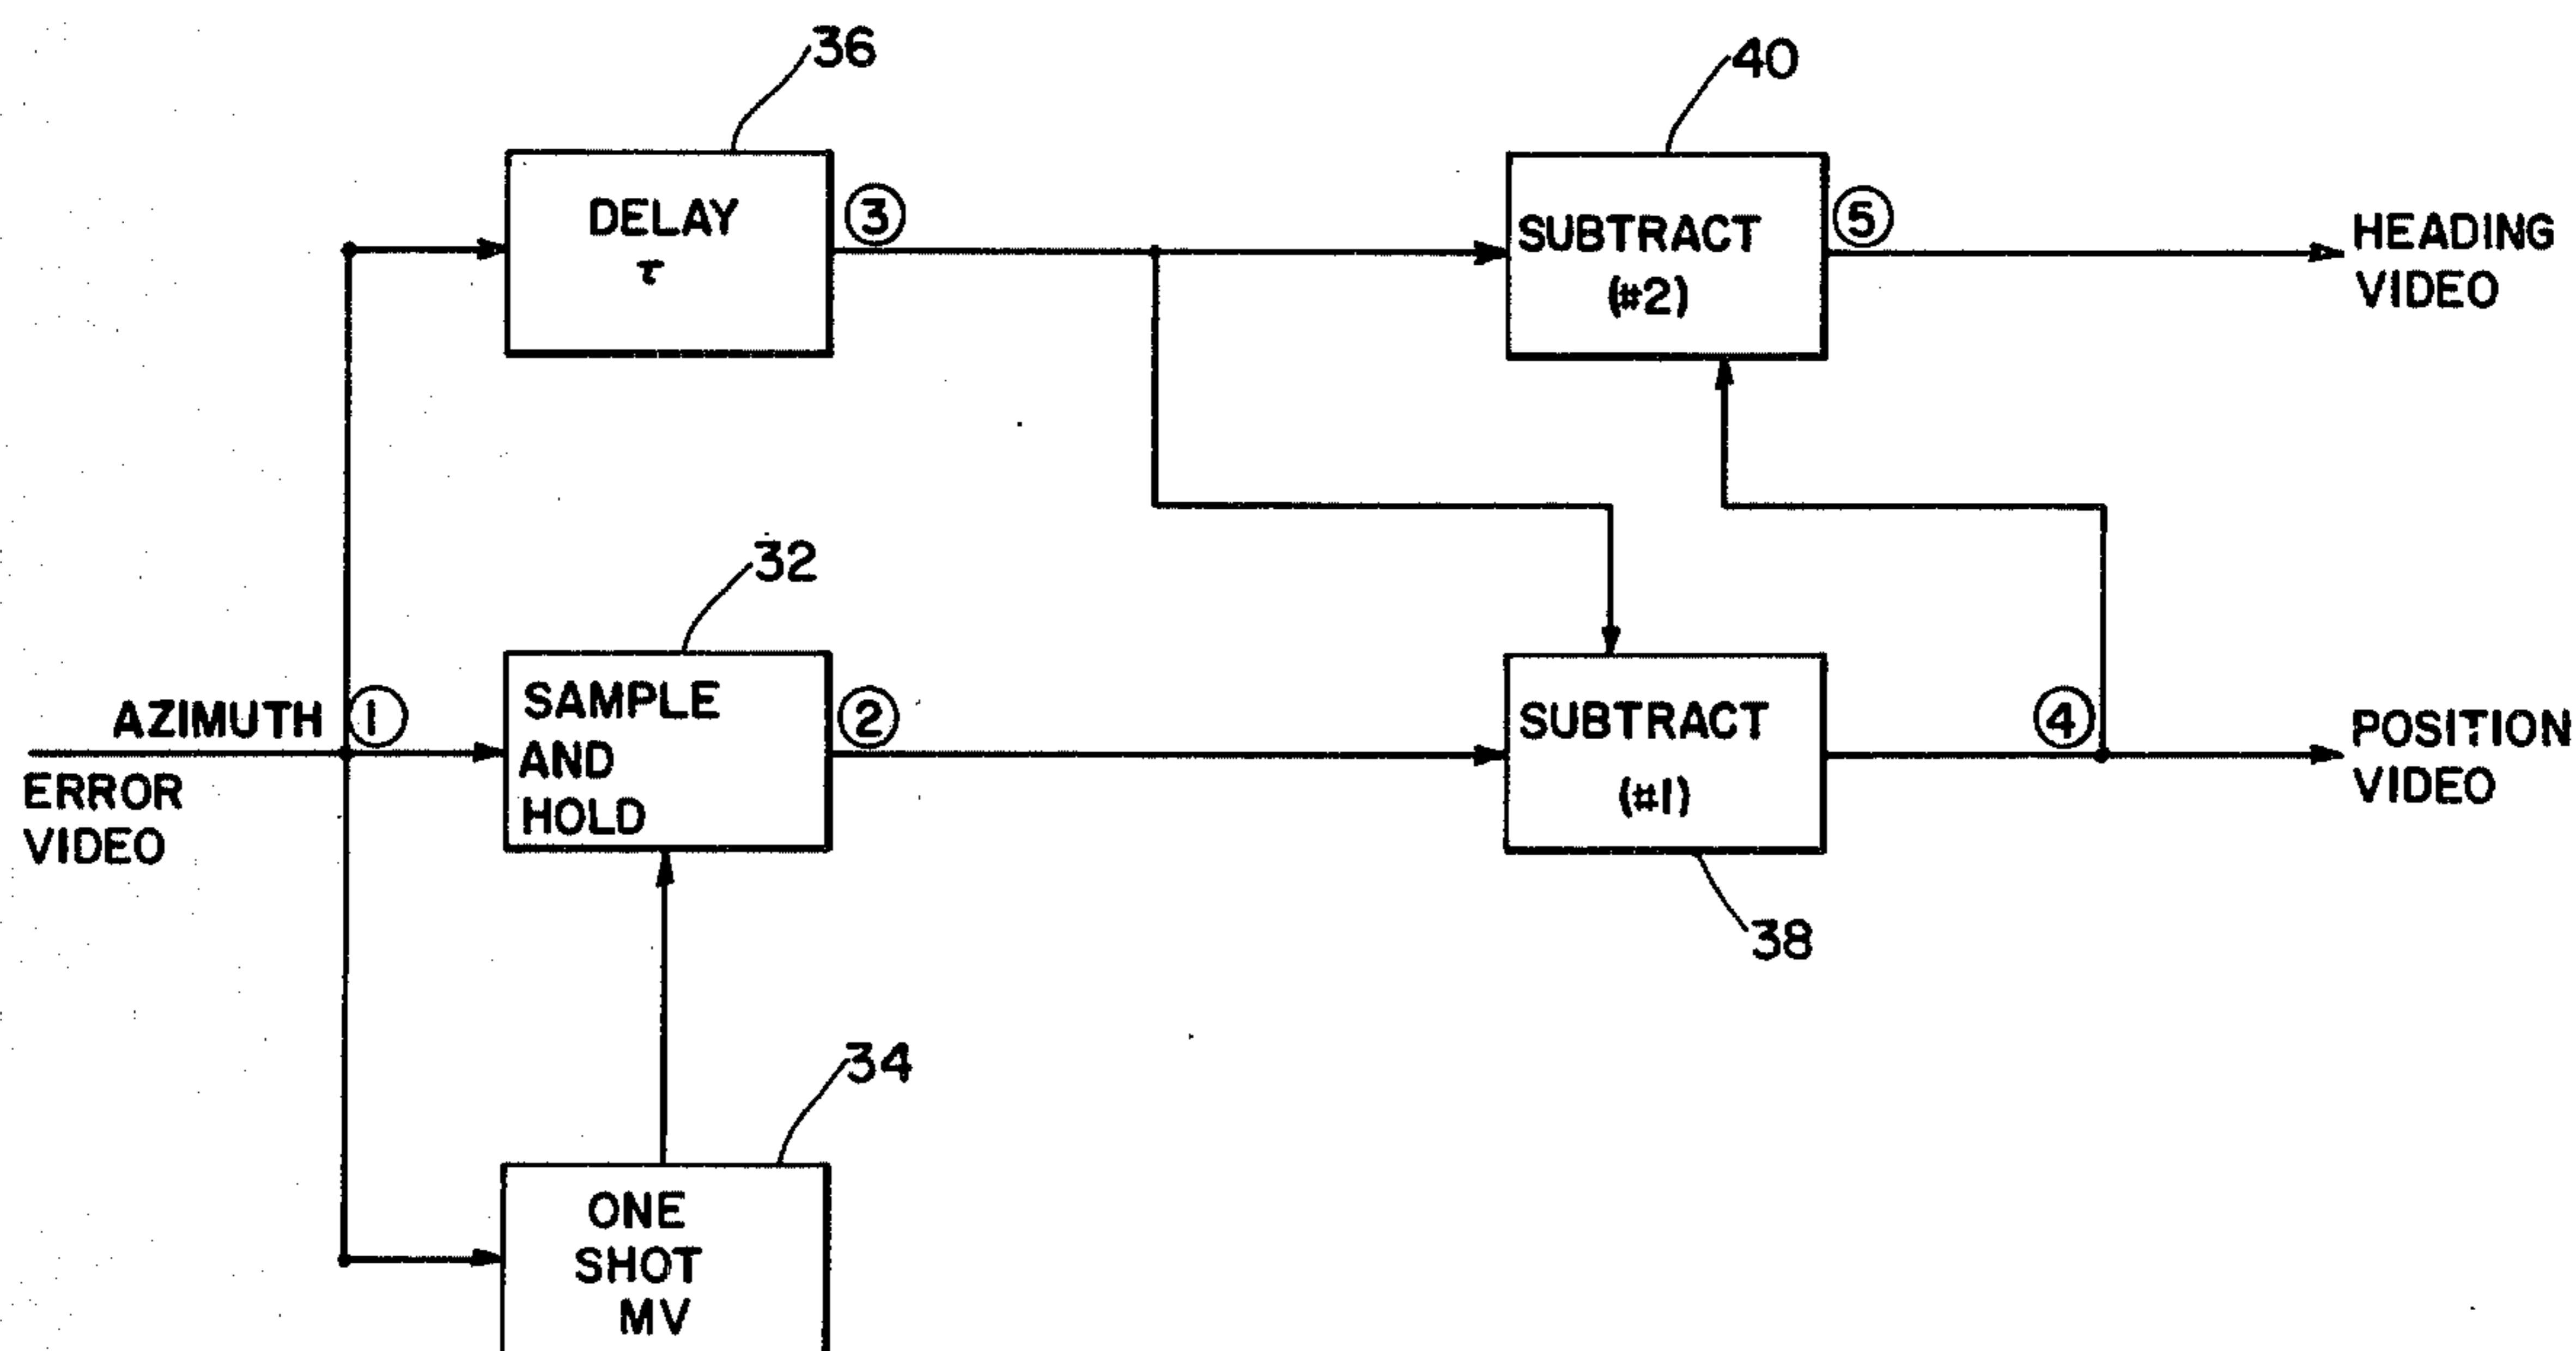 36
40
DELAY
τ
③
SUBTRACT
(#2)
⑤
HEADING
VIDEO
32
AZIMUTH
①
ERROR
VIDEO
SAMPLE
AND
HOLD
②
SUBTRACT
(#1)
④
POSITION
VIDEO
38
34
ONE
SHOT
MV